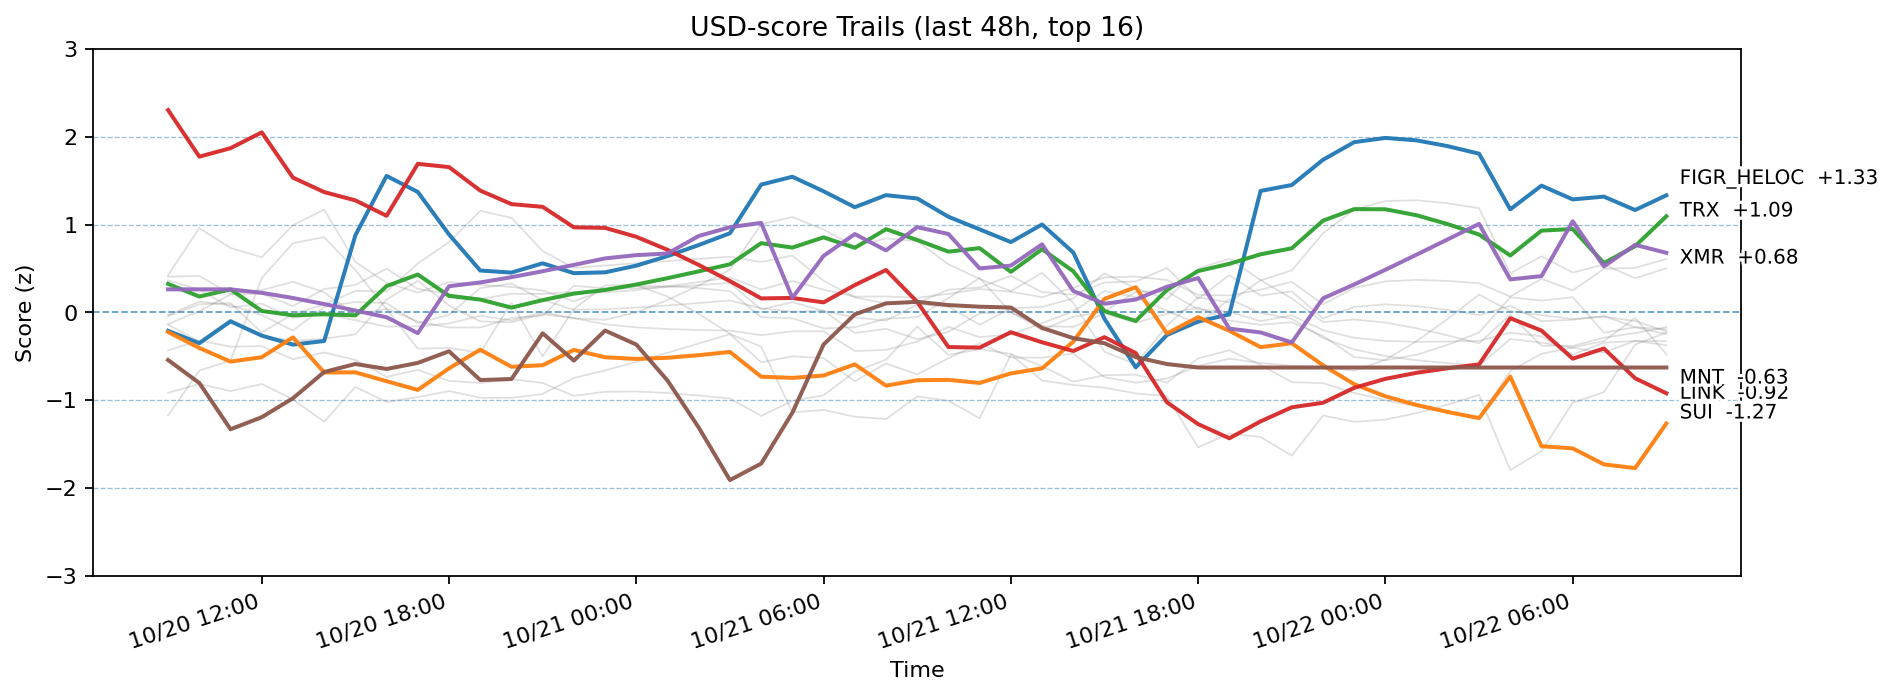 USD-score Trails (last 48h, top 16)
Score (z)
3
2
1
0
−1
−2
−3
FIGR_HELOC +1.33
TRX +1.09
XMR +0.68
MNT -0.63
LINK -0.92
SUI -1.27
10/20 12:00
10/20 18:00
10/21 00:00
10/21 06:00
10/21 12:00
10/21 18:00
10/22 00:00
10/22 06:00
Time